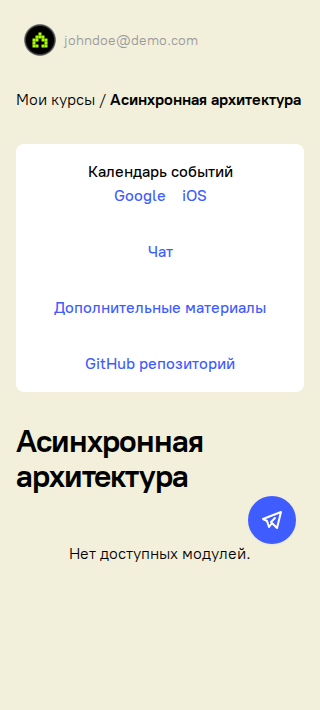 johndoe@demo.com
Мои курсы / Асинхронная архитектура
Календарь событий
Google iOS
Чат
Дополнительные материалы
GitHub репозиторий
Асинхронная
архитектура
Нет доступных модулей.